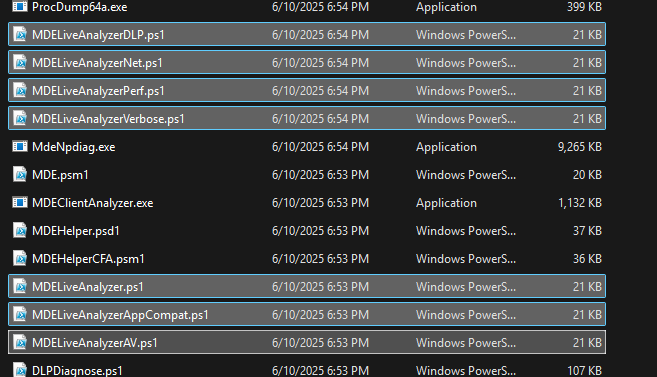 ProcDump64a.exe 6/10/2025 6:54 PM Application 399 KB
MDELiveAnalyzerDLP.ps1 6/10/2025 6:54 PM Windows PowerS... 21 KB
MDELiveAnalyzerNet.ps1 6/10/2025 6:54 PM Windows PowerS... 21 KB
MDELiveAnalyzerPerf.ps1 6/10/2025 6:54 PM Windows PowerS... 21 KB
MDELiveAnalyzerVerbose.ps1 6/10/2025 6:54 PM Windows PowerS... 21 KB
MdeNpdiag.exe 6/10/2025 6:54 PM Application 9,265 KB
MDE.psm1 6/10/2025 6:53 PM Windows PowerS... 20 KB
MDEClientAnalyzer.exe 6/10/2025 6:53 PM Application 1,132 KB
MDEHelper.psd1 6/10/2025 6:53 PM Windows PowerS... 37 KB
MDEHelperCFA.psm1 6/10/2025 6:53 PM Windows PowerS... 36 KB
MDELiveAnalyzer.ps1 6/10/2025 6:53 PM Windows PowerS... 21 KB
MDELiveAnalyzerAppCompat.ps1 6/10/2025 6:53 PM Windows PowerS... 21 KB
MDELiveAnalyzerAV.ps1 6/10/2025 6:53 PM Windows PowerS... 21 KB
DLPDiagnose.ps1 6/10/2025 6:53 PM Windows PowerS... 107 KB